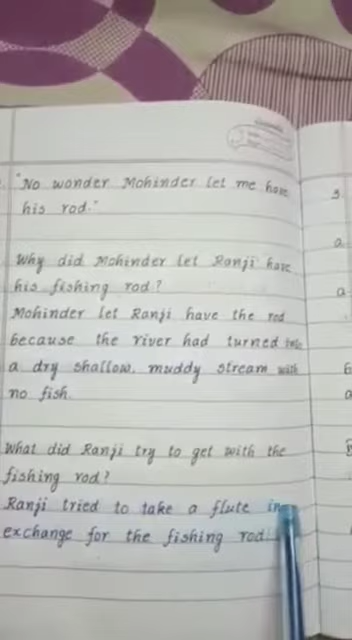 "No wonder Mohinder let me have
his rod."
Why did Mohinder let Ranji have
his fishing rod?
Mohinder let Ranji have the rod
because the river had turned into
a dry shallow, muddy stream with
no fish.
What did Ranji try to get with the
fishing rod?
Ranji tried to take a flute in
exchange for the fishing rod.
3.
a
a